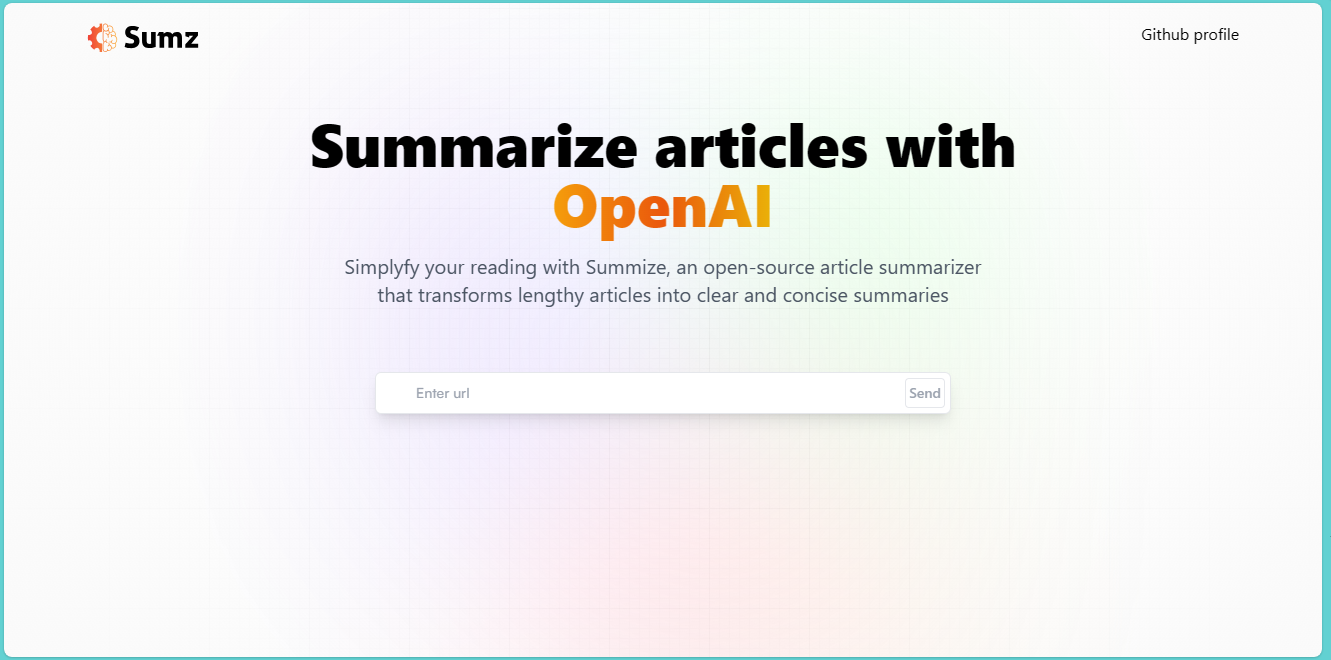 Sumz
Github profile
Summarize articles with
OpenAI
Simplyfy your reading with Summize, an open-source article summarizer
that transforms lengthy articles into clear and concise summaries
Enter url
Send